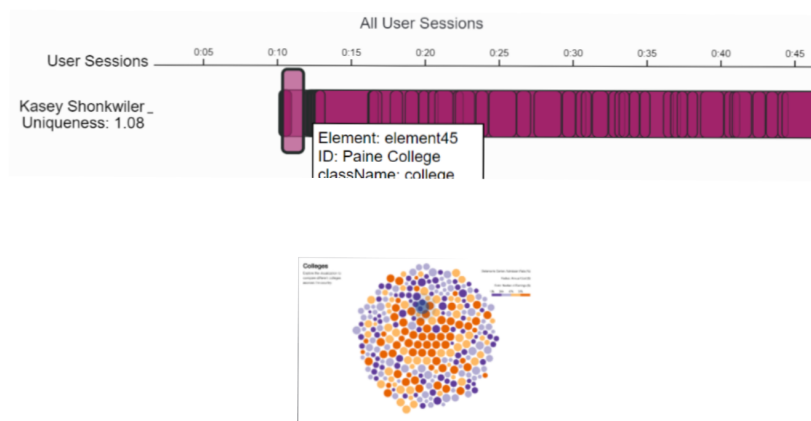 All User Sessions
User Sessions
0:05 0:10 0:15 0:20 0:25 0:30 0:35 0:40 0:45
Kasey Shonkwiler
Uniqueness: 1.08
Element: element45
ID: Paine College
className: college
Colleges